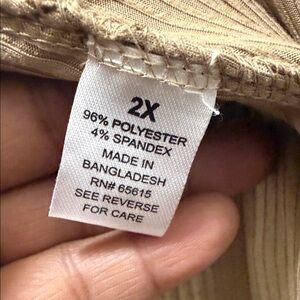 2X
96% POLYESTER
4% SPANDEX
MADE IN
BANGLADESH
RN# 65615
SEE REVERSE
FOR CARE